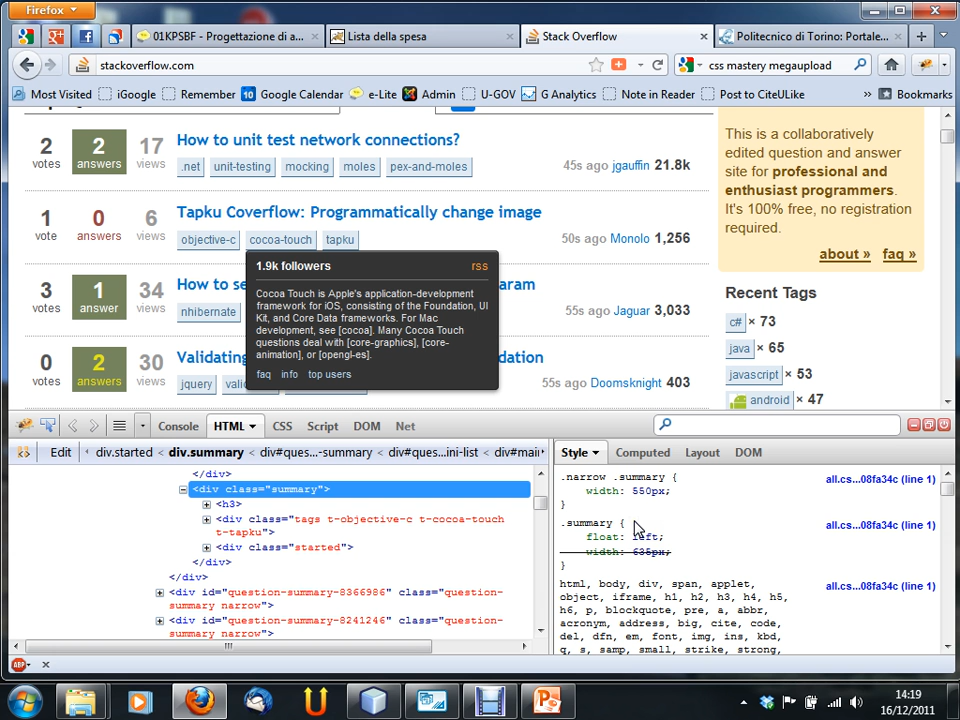 Firefox
01KPSBF - Progettazione di a...
Lista della spesa
Stack Overflow
Politecnico di Torino: Portale...
stackoverflow.com
css mastery megaupload
Most Visited
iGoogle
Remember
10 Google Calendar
e-Lite
Admin
U-GOV
G Analytics
Note in Reader
Post to CiteULike
»
Bookmarks
2 votes
2 answers
17 views
How to unit test network connections?
.net unit-testing mocking moles pex-and-moles
45s ago jgauffin 21.8k
1 vote
0 answers
6 views
Tapku Coverflow: Programmatically change image
objective-c cocoa-touch tapku
50s ago Monolo 1,256
3 votes
1 answer
34 views
How to se
aram
nhibernate
55s ago Jaguar 3,033
0 votes
2 answers
30 views
Validating
dation
jquery valid
55s ago Doomsknight 403
1.9k followers
rss
Cocoa Touch is Apple's application-development
framework for iOS, consisting of the Foundation, UI
Kit, and Core Data frameworks. For Mac
development, see [cocoa]. Many Cocoa Touch
questions deal with [core-graphics], [core-
animation], or [opengl-es].
faq info top users
This is a collaboratively
edited question and answer
site for professional and
enthusiast programmers.
It's 100% free, no registration
required.
about » faq »
Recent Tags
c# × 73
java × 65
javascript × 53
android × 47
Console
HTML
CSS
Script
DOM
Net
Edit
div.started < div.summary < div#ques...-summary < div#ques...ini-list < div#main
Style
Computed
Layout
DOM
</div>
<div class="summary">
<h3>
<div class="tags t-objective-c t-cocoa-touch
t-tapku">
<div class="started">
</div>
</div>
<div id="question-summary-8366986" class="question-
summary narrow">
<div id="question-summary-8241246" class="question-
summary narrow">
.narrow .summary {
all.cs...08fa34c (line 1)
width: 550px;
}
.summary {
all.cs...08fa34c (line 1)
float: left;
width: 635px;
}
html, body, div, span, applet,
all.cs...08fa34c (line 1)
object, iframe, h1, h2, h3, h4, h5,
h6, p, blockquote, pre, a, abbr,
acronym, address, big, cite, code,
del, dfn, em, font, img, ins, kbd,
q, s, samp, small, strike, strong,
ABP
14:19
16/12/2011